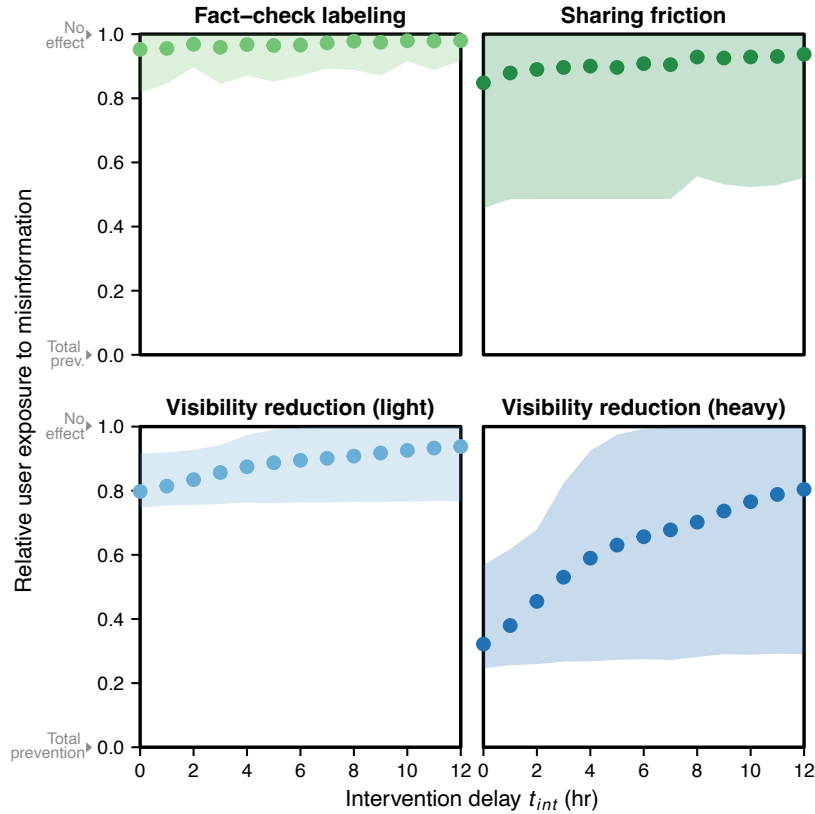 Fact–check labeling
Sharing friction
No
effect
1.0
0.8
0.6
0.4
0.2
Total
prev.
0.0
Relative user exposure to misinformation
Visibility reduction (light)
Visibility reduction (heavy)
No
effect
1.0
0.8
0.6
0.4
0.2
Total
prevention
0.0
0 2 4 6 8 10 12
0 2 4 6 8 10 12
Intervention delay t_int (hr)